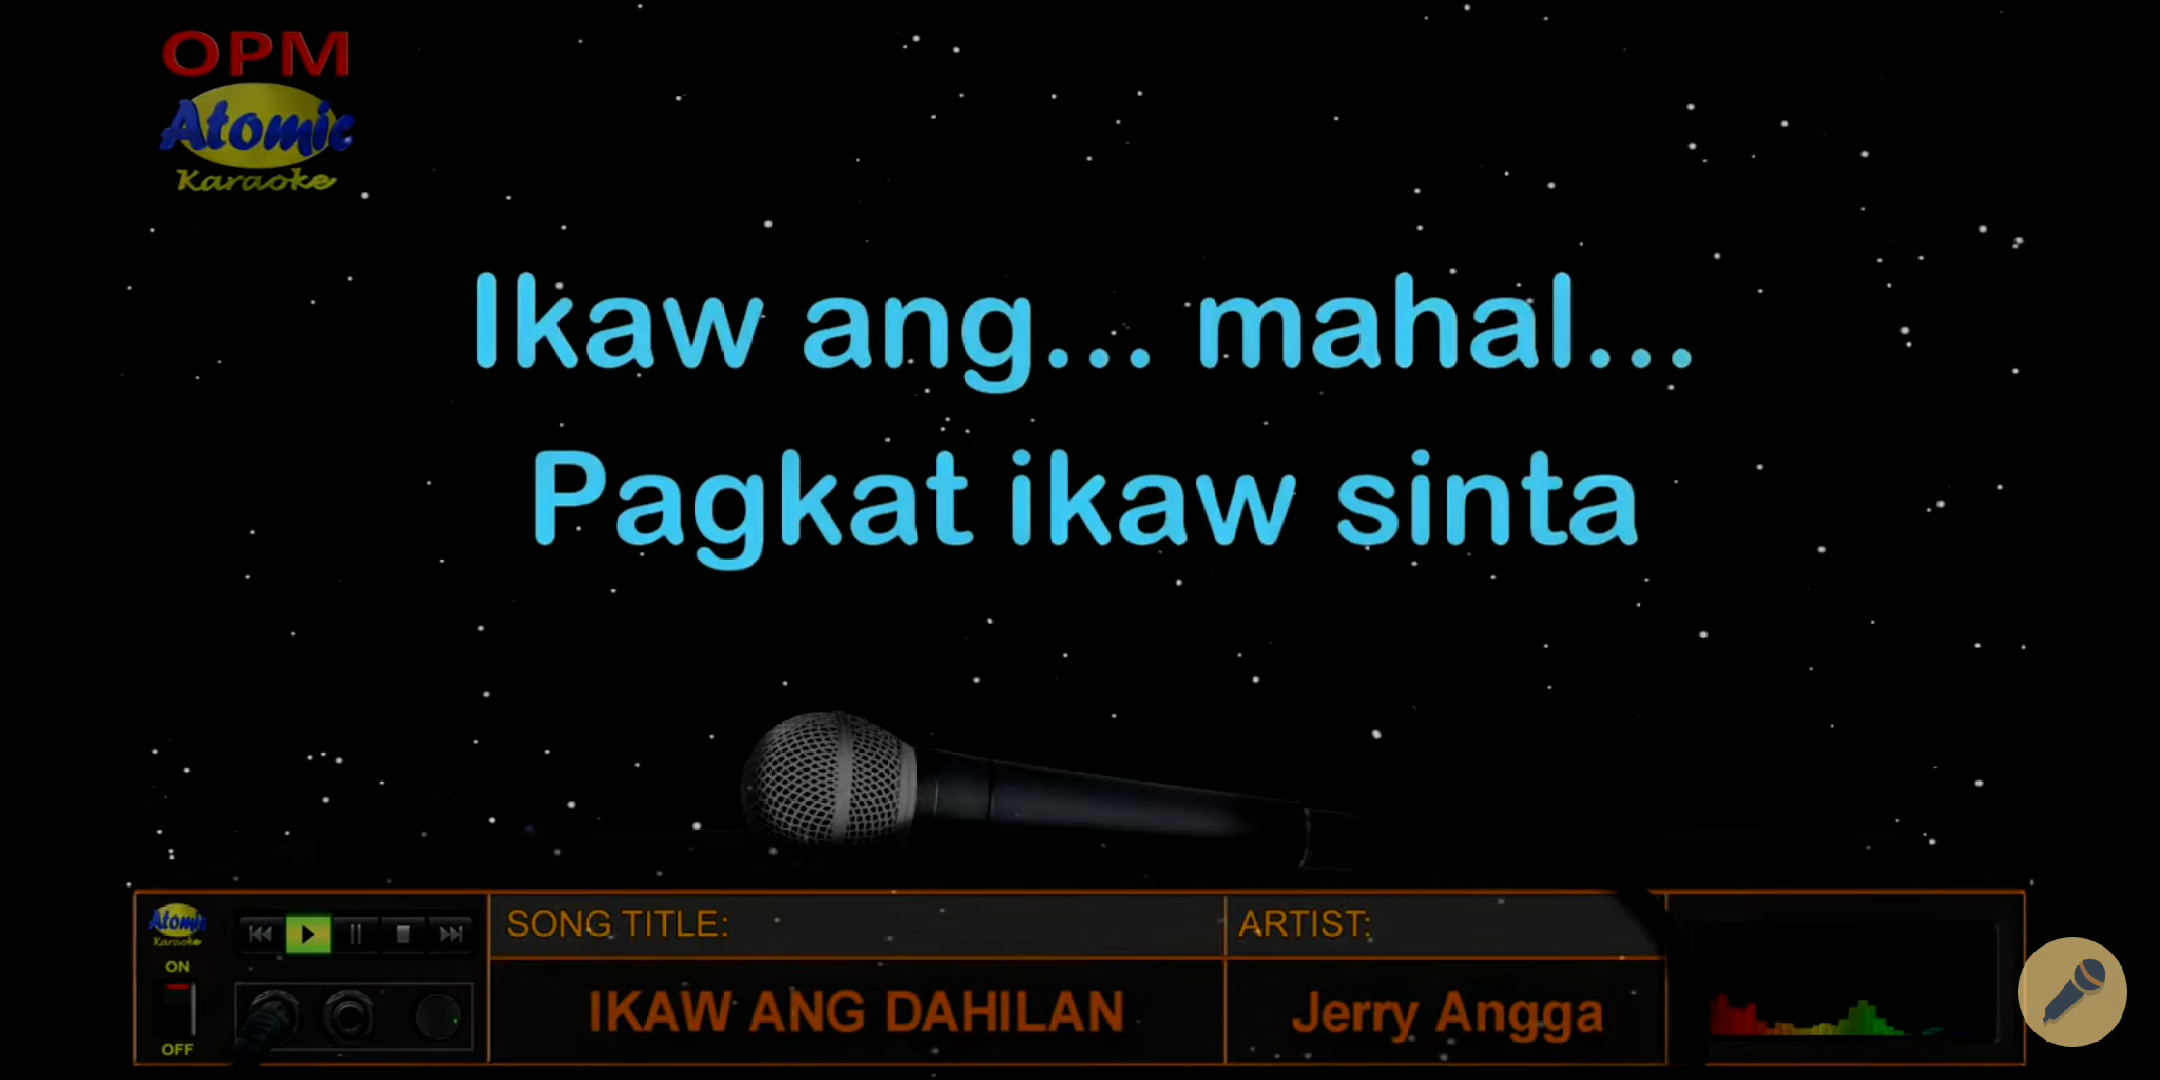 OPM
Atomic
Karaoke
Ikaw ang... mahal...
Pagkat ikaw sinta
Atomic
Karaoke
ON
OFF
SONG TITLE:
IKAW ANG DAHILAN
ARTIST:
Jerry Angga